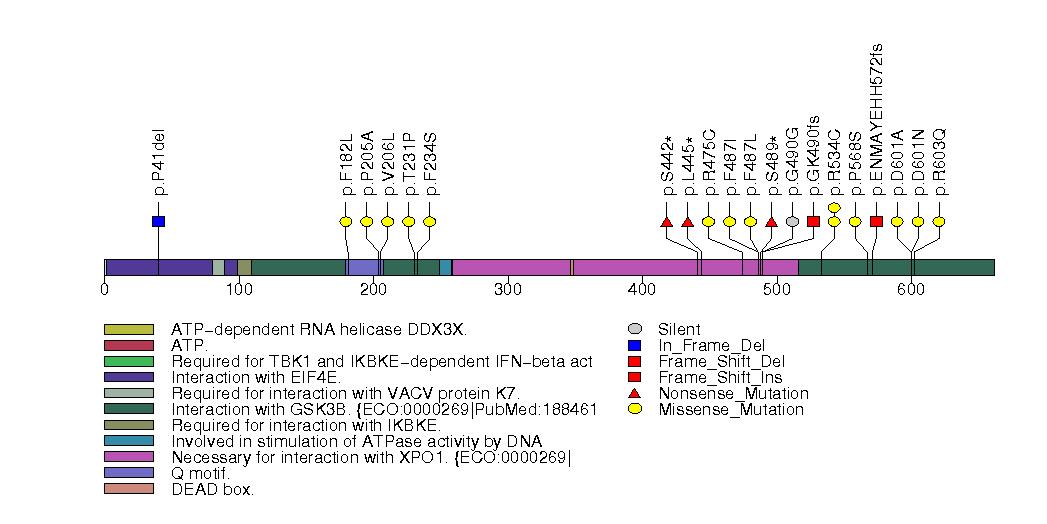 p.P41del
p.F182L
p.P205A
p.V206L
p.T231P
p.F234S
p.S442*
p.L445*
p.R475C
p.F487I
p.F487L
p.S489*
p.G490G
p.GK490fs
p.R534C
p.P568S
p.ENMAYEHH572fs
p.D601A
p.D601N
p.R603Q
0 100 200 300 400 500 600
ATP-dependent RNA helicase DDX3X.
ATP.
Required for TBK1 and IKBKE-dependent IFN-beta act
Interaction with EIF4E.
Required for interaction with VACV protein K7.
Interaction with GSK3B. {ECO:0000269|PubMed:188461
Required for interaction with IKBKE.
Involved in stimulation of ATPase activity by DNA
Necessary for interaction with XPO1. {ECO:0000269|
Q motif.
DEAD box.
Silent
In_Frame_Del
Frame_Shift_Del
Frame_Shift_Ins
Nonsense_Mutation
Missense_Mutation